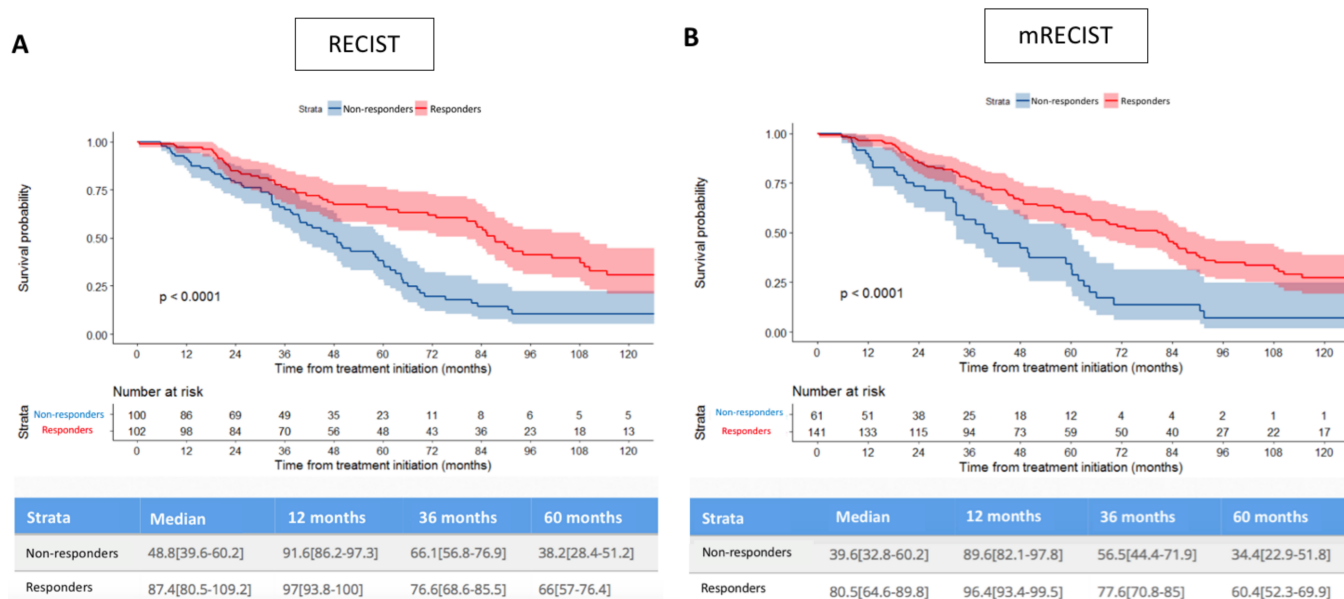 A
RECIST
Strata Non-responders Responders
Survival probability
1.00
0.75
0.50
0.25
0.00
p < 0.0001
0 12 24 36 48 60 72 84 96 108 120
Time from treatment initiation (months)
Number at risk
Strata
Non-responders 100 86 69 49 35 23 11 8 6 5 5
Responders 102 98 84 70 56 48 43 36 23 18 13
0 12 24 36 48 60 72 84 96 108 120
Time from treatment initiation (months)
Strata Median 12 months 36 months 60 months
Non-responders 48.8[39.6-60.2] 91.6[86.2-97.3] 66.1[56.8-76.9] 38.2[28.4-51.2]
Responders 87.4[80.5-109.2] 97[93.8-100] 76.6[68.6-85.5] 66[57-76.4]
B
mRECIST
Strata Non-responders Responders
Survival probability
1.00
0.75
0.50
0.25
0.00
p < 0.0001
0 12 24 36 48 60 72 84 96 108 120
Time from treatment initiation (months)
Number at risk
Strata
Non-responders 61 51 38 25 18 12 4 4 2 1 1
Responders 141 133 115 94 73 59 50 40 27 22 17
0 12 24 36 48 60 72 84 96 108 120
Time from treatment initiation (months)
Strata Median 12 months 36 months 60 months
Non-responders 39.6[32.8-60.2] 89.6[82.1-97.8] 56.5[44.4-71.9] 34.4[22.9-51.8]
Responders 80.5[64.6-89.8] 96.4[93.4-99.5] 77.6[70.8-85] 60.4[52.3-69.9]